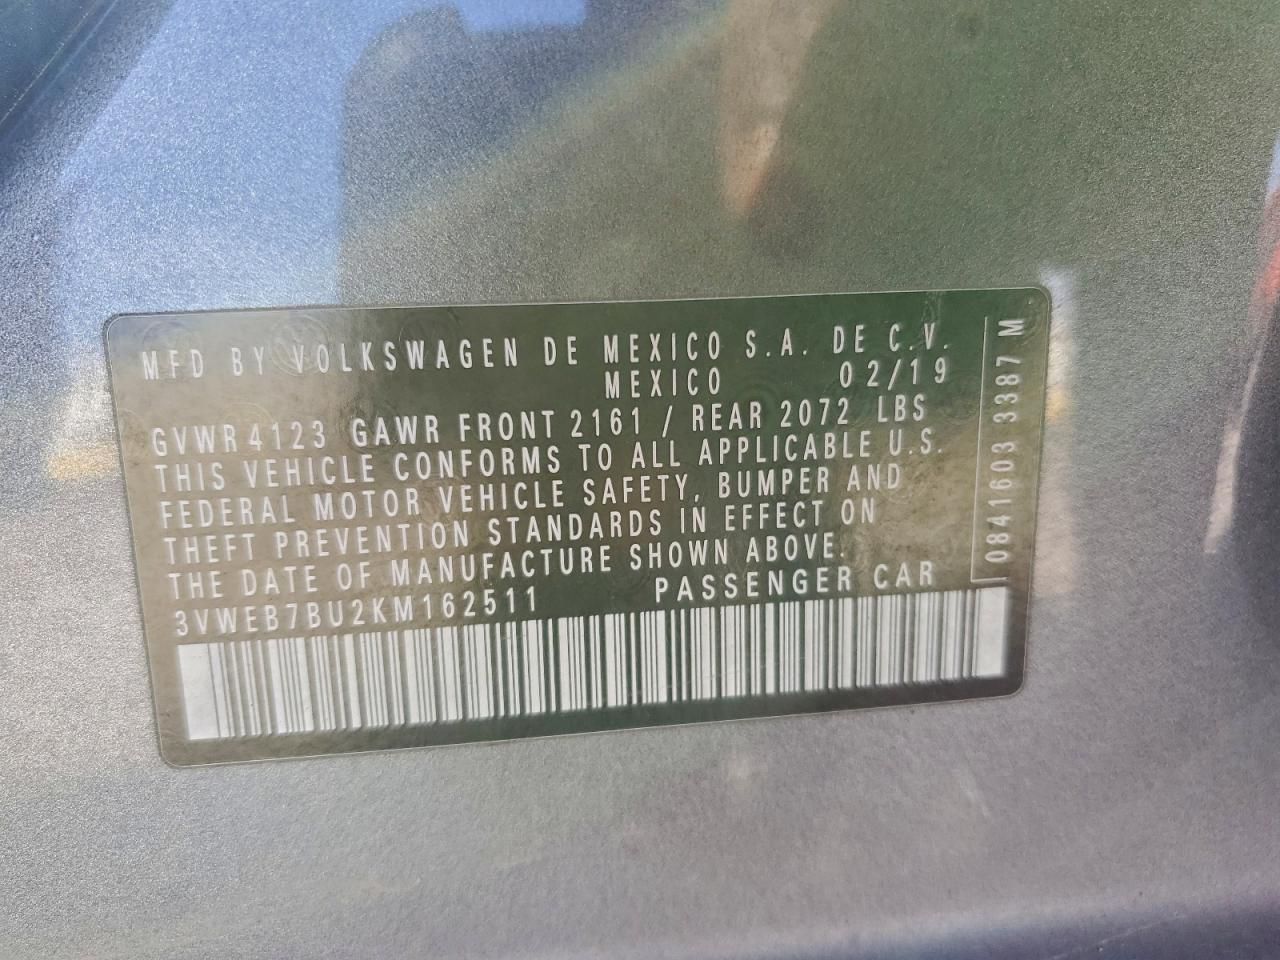 MFD BY VOLKSWAGEN DE MEXICO S.A. DE C.V.
MEXICO 02/19
GVWR 4123 GAWR FRONT 2161 / REAR 2072 LBS
THIS VEHICLE CONFORMS TO ALL APPLICABLE U.S.
FEDERAL MOTOR VEHICLE SAFETY, BUMPER AND
THEFT PREVENTION STANDARDS IN EFFECT ON
THE DATE OF MANUFACTURE SHOWN ABOVE.
3VWEB7BU2KM162511 PASSENGER CAR
0841603 3387 M